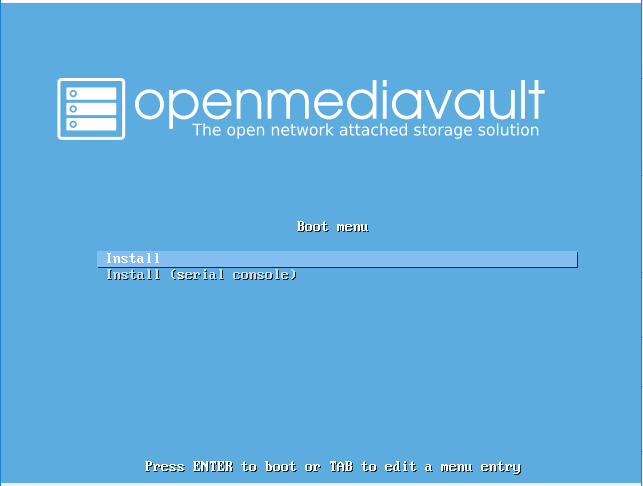 openmediavault
The open network attached storage solution
Boot menu
Install
Install (serial console)
Press ENTER to boot or TAB to edit a menu entry